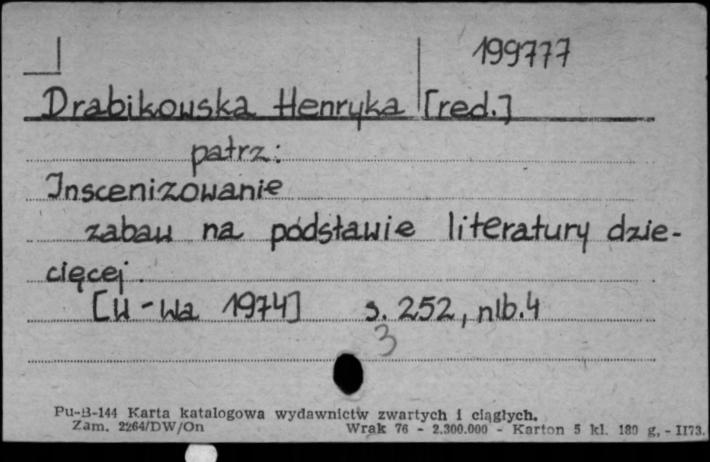 199777
Drabikowska Henryka [red.]
patrz:
Inscenizowanie
zabaw na podstawie literatury dzie-
cięcej.
[W-wa 1974] s. 252, nlb. 4
3
Pu-B-144 Karta katalogowa wydawnictw zwartych i ciągłych.
Zam. 2264/DW/On Wrak 76 - 2.300.000 - Karton 5 kl. 180 g. - II73.